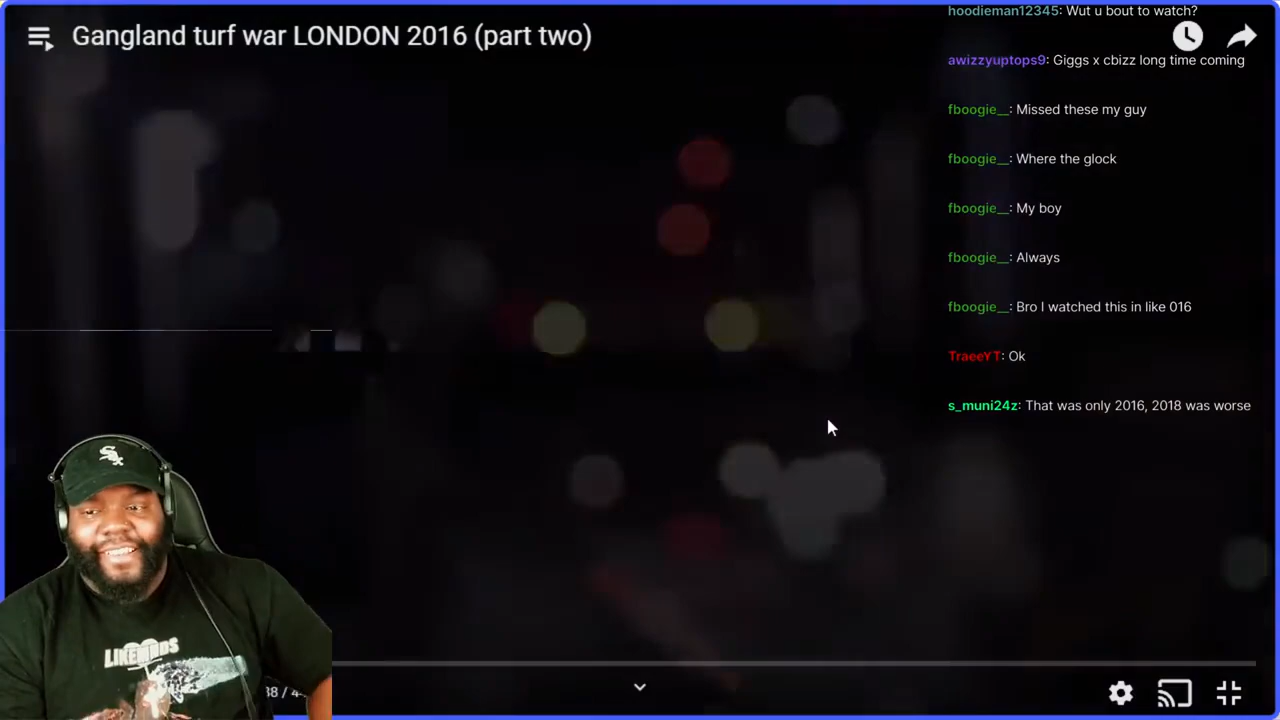 Gangland turf war LONDON 2016 (part two)
hoodieman12345: Wut u bout to watch?
awizzyuptops9: Giggs x cbizz long time coming
fboogie__: Missed these my guy
fboogie__: Where the glock
fboogie__: My boy
fboogie__: Always
fboogie__: Bro I watched this in like 016
TraeeYT: Ok
s_muni24z: That was only 2016, 2018 was worse
LIKEMODS